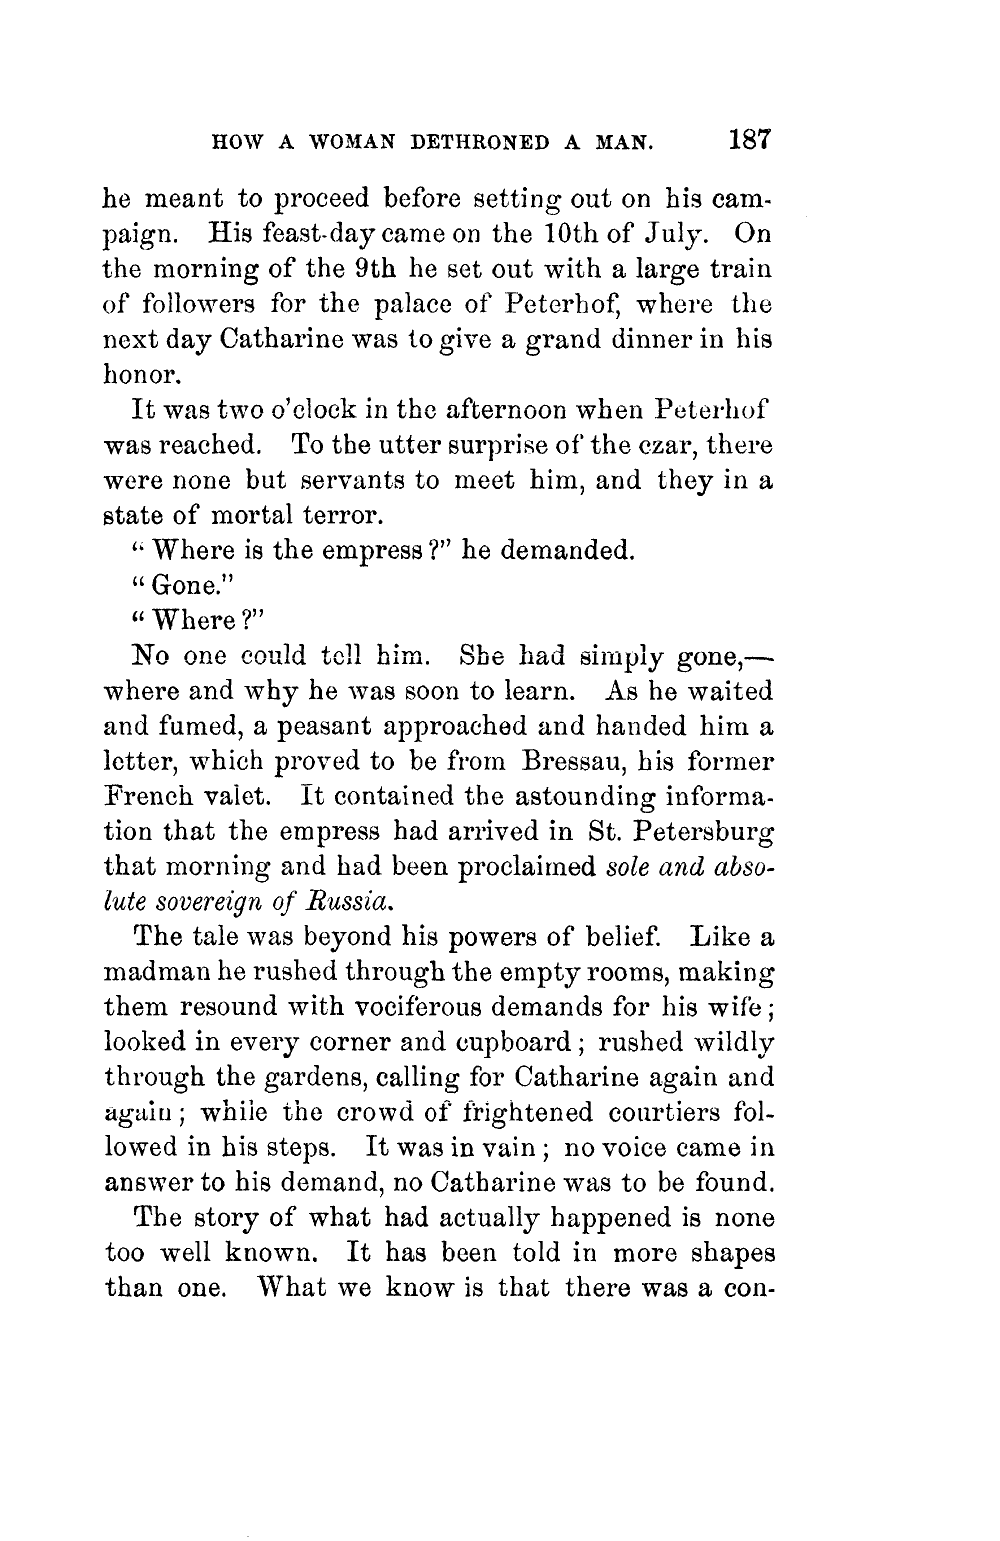 HOW A WOMAN DETHRONED A MAN. 187
he meant to proceed before setting out on his cam-
paign. His feast-day came on the 10th of July. On
the morning of the 9th he set out with a large train
of followers for the palace of Peterhof, where the
next day Catharine was to give a grand dinner in his
honor.
It was two o'clock in the afternoon when Peterhof
was reached. To the utter surprise of the czar, there
were none but servants to meet him, and they in a
state of mortal terror.
“Where is the empress?” he demanded.
“Gone.”
“Where?”
No one could tell him. She had simply gone,—
where and why he was soon to learn. As he waited
and fumed, a peasant approached and handed him a
letter, which proved to be from Bressau, his former
French valet. It contained the astounding informa-
tion that the empress had arrived in St. Petersburg
that morning and had been proclaimed sole and abso-
lute sovereign of Russia.
The tale was beyond his powers of belief. Like a
madman he rushed through the empty rooms, making
them resound with vociferous demands for his wife;
looked in every corner and cupboard; rushed wildly
through the gardens, calling for Catharine again and
again; while the crowd of frightened courtiers fol-
lowed in his steps. It was in vain; no voice came in
answer to his demand, no Catharine was to be found.
The story of what had actually happened is none
too well known. It has been told in more shapes
than one. What we know is that there was a con-